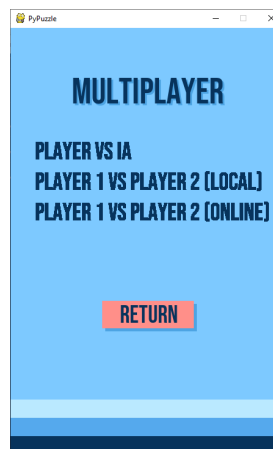 PyPuzzle
MULTIPLAYER
PLAYER VS IA
PLAYER 1 VS PLAYER 2 (LOCAL)
PLAYER 1 VS PLAYER 2 (ONLINE)
RETURN